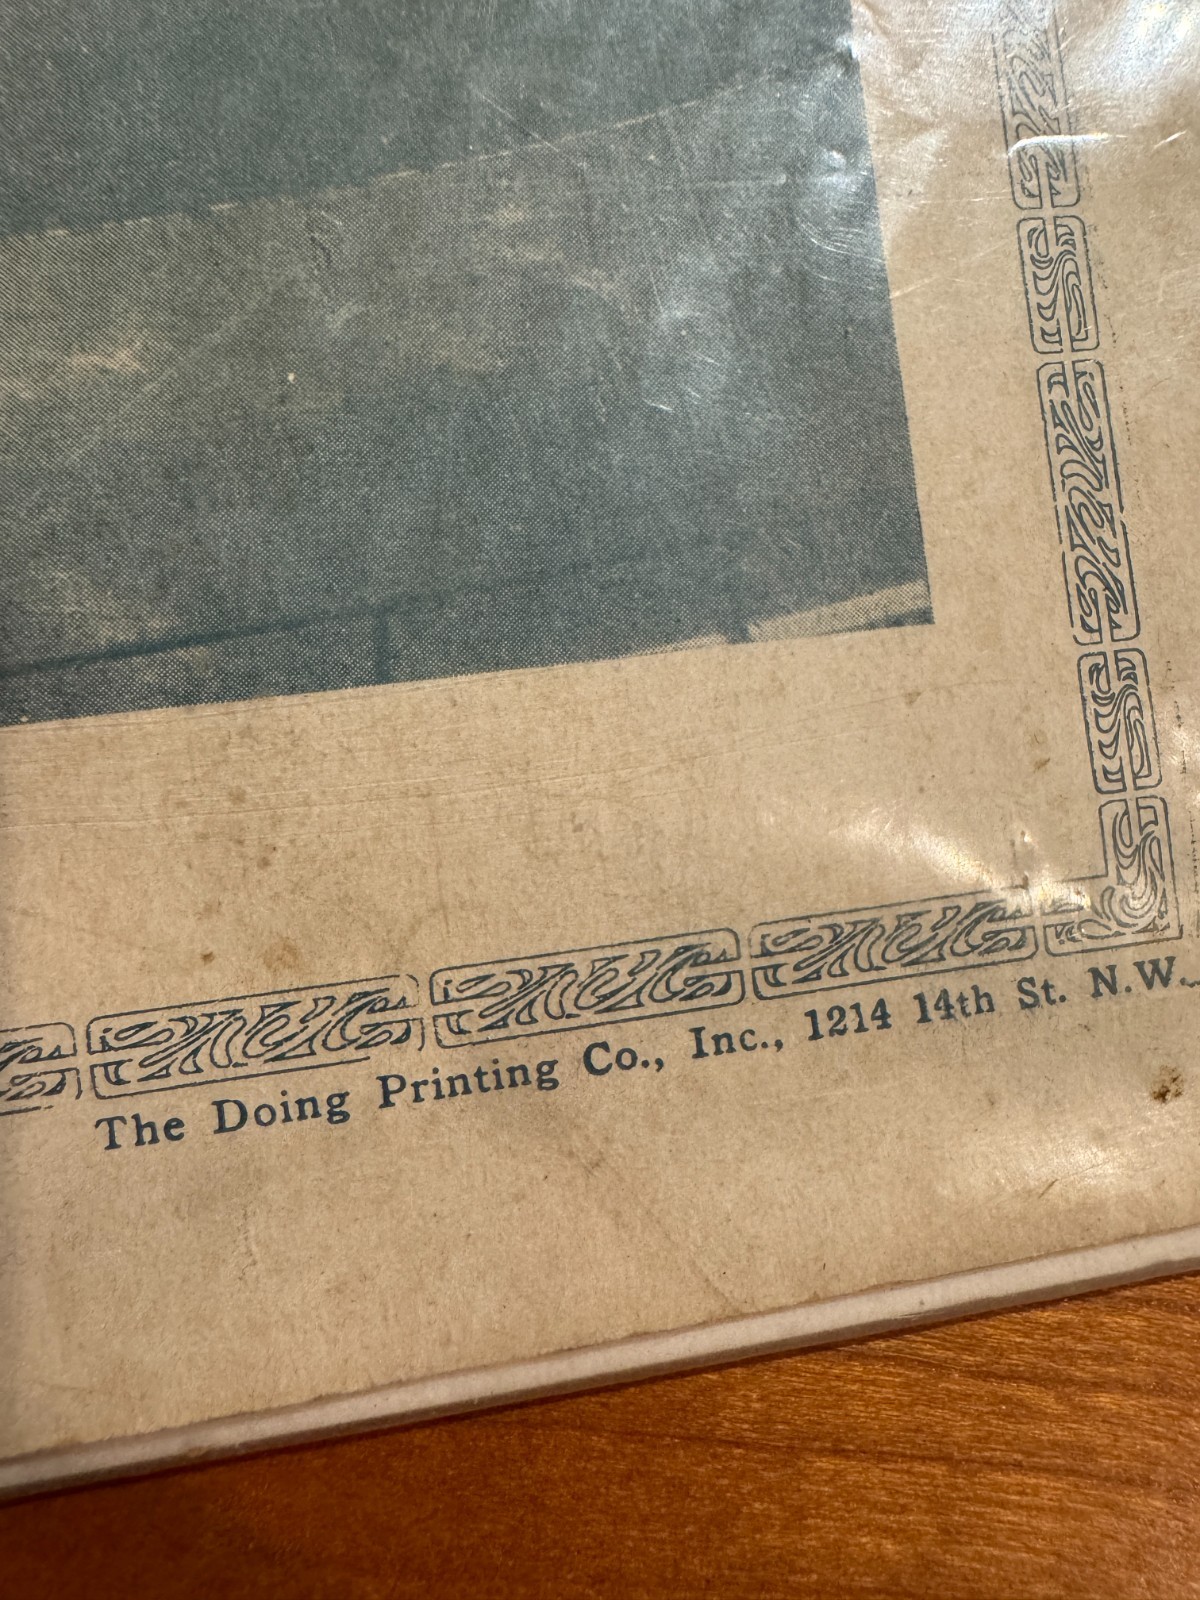 The Doing Printing Co., Inc., 1214 14th St. N.W.